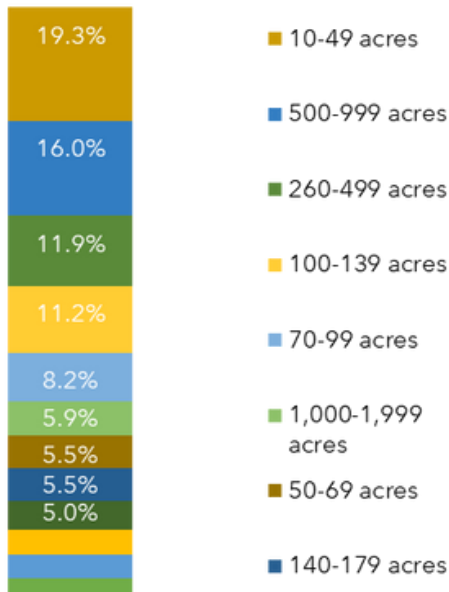 19.3%
16.0%
11.9%
11.2%
8.2%
5.9%
5.5%
5.5%
5.0%
10-49 acres
500-999 acres
260-499 acres
100-139 acres
70-99 acres
1,000-1,999
acres
50-69 acres
140-179 acres